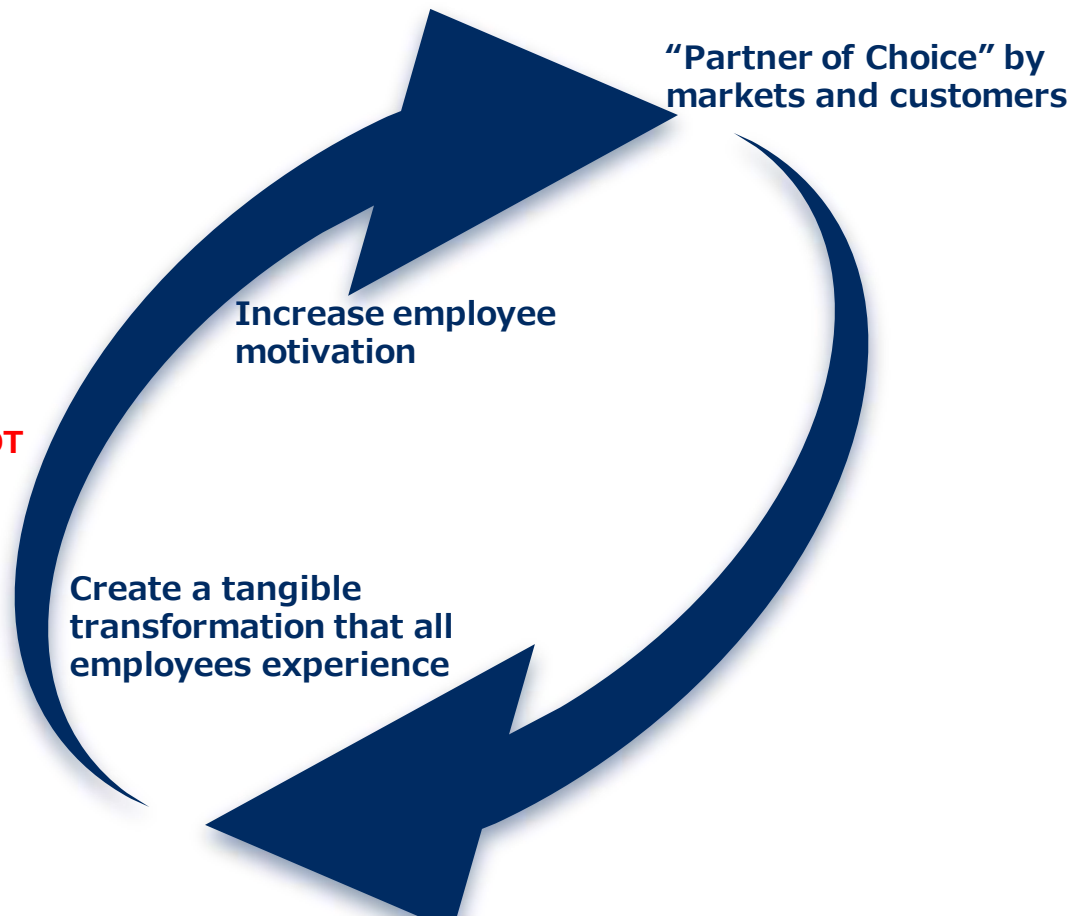 “Partner of Choice” by
markets and customers
Increase employee
motivation
Create a tangible
transformation that all
employees experience